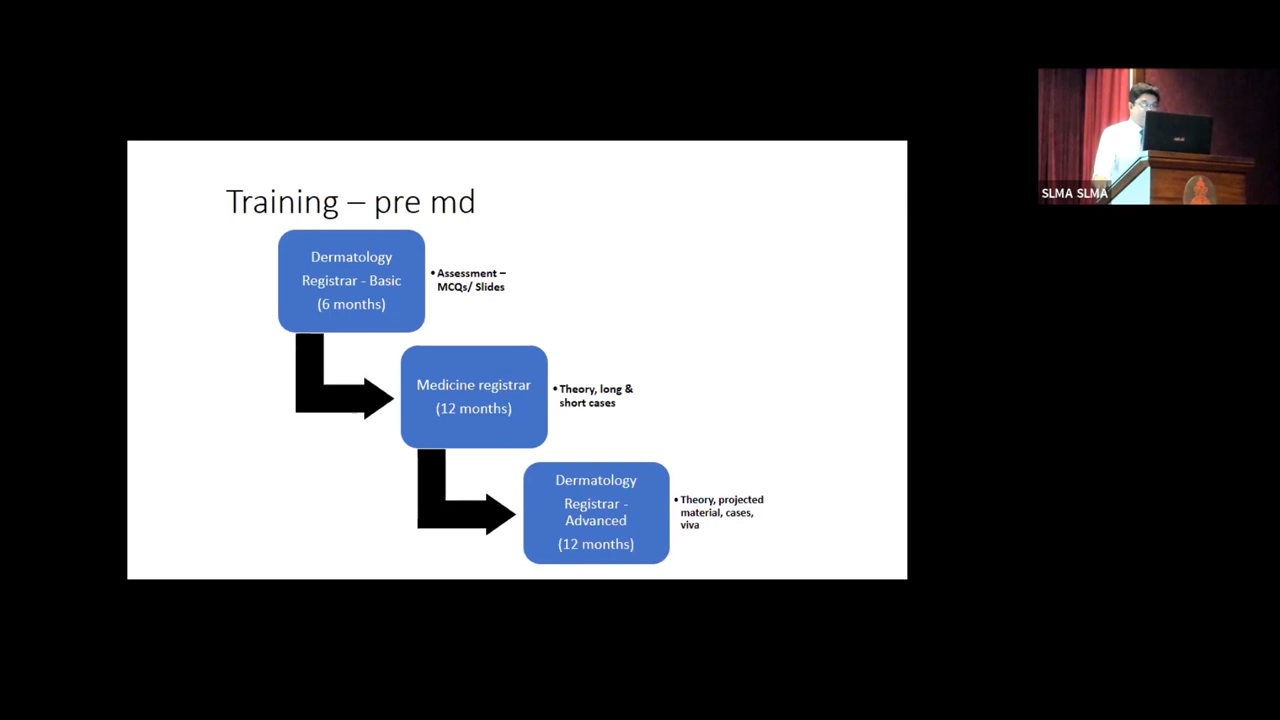 Training – pre md
Dermatology
Registrar - Basic
(6 months)
• Assessment –
MCQs/ Slides
Medicine registrar
(12 months)
• Theory, long &
short cases
Dermatology
Registrar -
Advanced
(12 months)
• Theory, projected
material, cases,
viva
SLMA SLMA